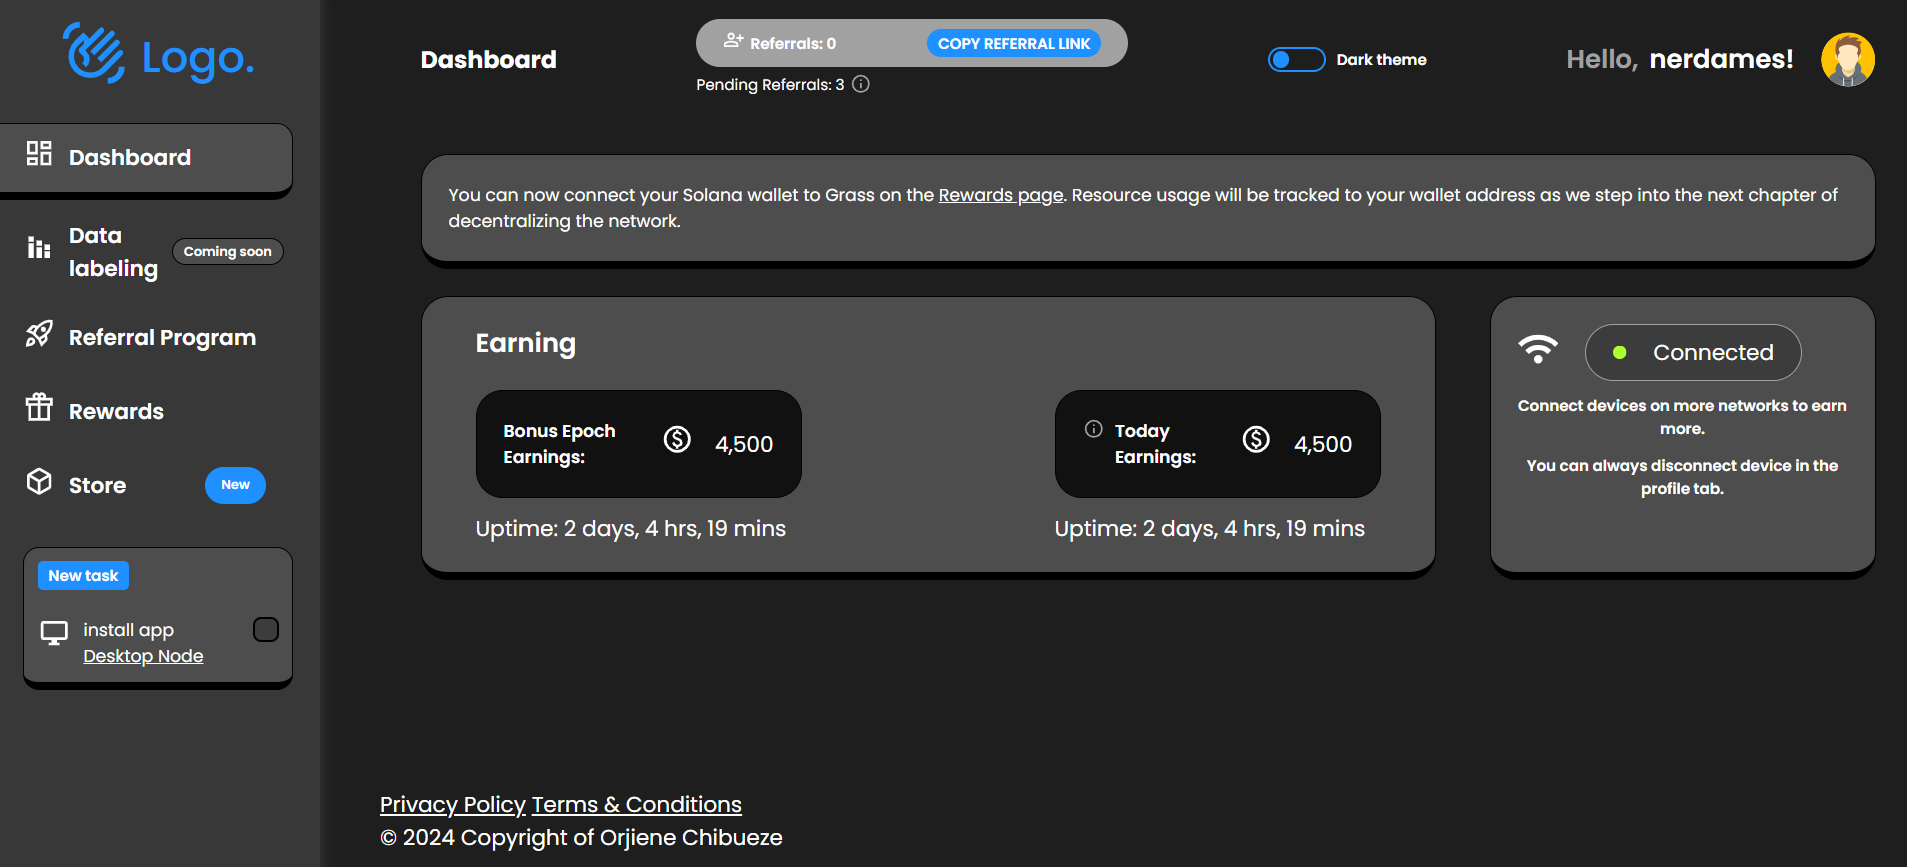 Logo.
Dashboard
Data
labeling
Coming soon
Referral Program
Rewards
Store
New
New task
install app
Desktop Node
Dashboard
Referrals: 0
COPY REFERRAL LINK
Pending Referrals: 3
Dark theme
Hello, nerdames!
You can now connect your Solana wallet to Grass on the Rewards page. Resource usage will be tracked to your wallet address as we step into the next chapter of
decentralizing the network.
Earning
Bonus Epoch
Earnings:
4,500
Uptime: 2 days, 4 hrs, 19 mins
Today
Earnings:
4,500
Uptime: 2 days, 4 hrs, 19 mins
Connected
Connect devices on more networks to earn
more.
You can always disconnect device in the
profile tab.
Privacy Policy Terms & Conditions
© 2024 Copyright of Orjiene Chibueze